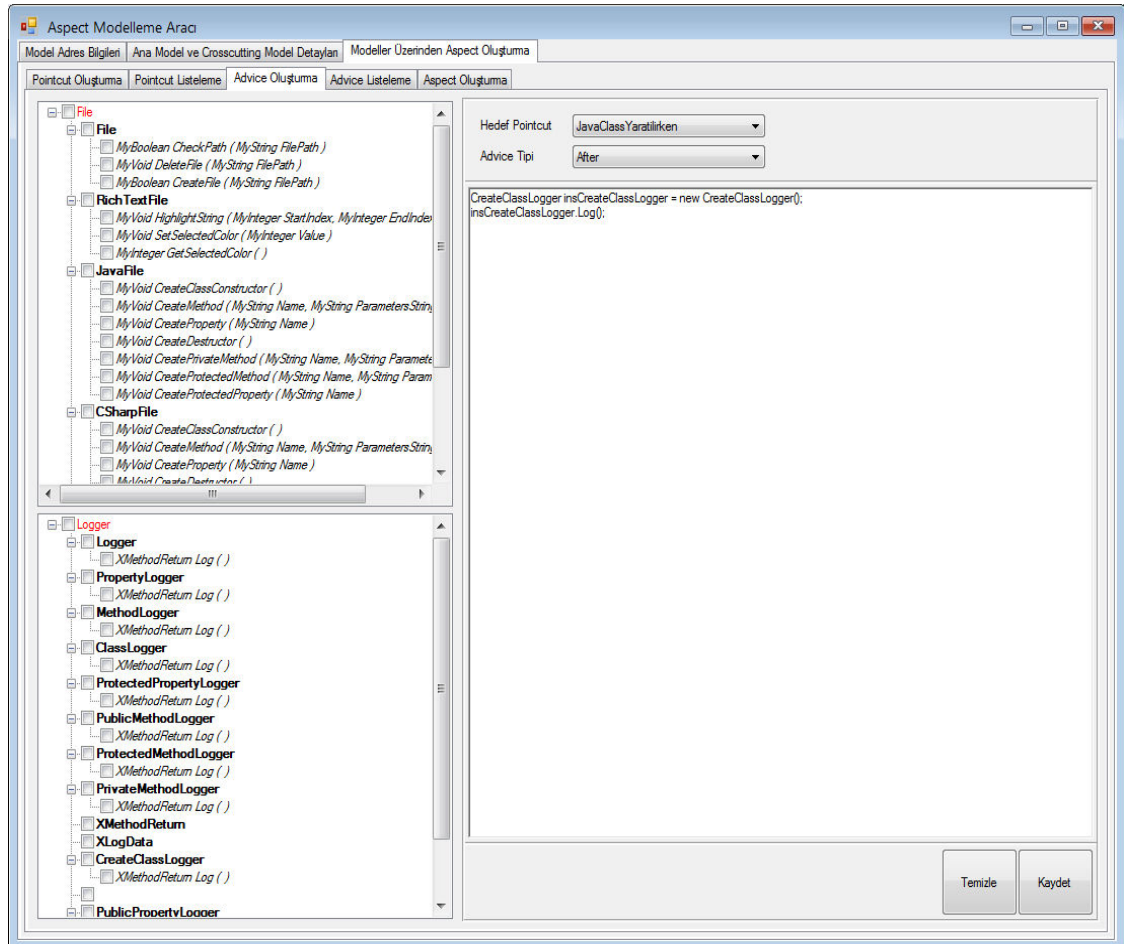 Aspect Modelleme Aracı
Model Adres Bilgileri Ana Model ve Crosscutting Model Detayları Modeller Üzerinden Aspect Oluşturma
Pointcut Oluşturma Pointcut Listeleme Advice Oluşturma Advice Listeleme Aspect Oluşturma
File
File
MyBoolean CheckPath ( MyString FilePath )
MyVoid DeleteFile ( MyString FilePath )
MyBoolean CreateFile ( MyString FilePath )
RichTextFile
MyVoid HighlightString ( MyInteger StartIndex, MyInteger EndIndex
MyVoid SetSelectedColor ( MyInteger Value )
MyInteger GetSelectedColor ( )
JavaFile
MyVoid CreateClassConstructor ( )
MyVoid CreateMethod ( MyString Name, MyString ParametersString
MyVoid CreateProperty ( MyString Name )
MyVoid CreateDestructor ( )
MyVoid CreatePrivateMethod ( MyString Name, MyString Paramete
MyVoid CreateProtectedMethod ( MyString Name, MyString Param
MyVoid CreateProtectedProperty ( MyString Name )
CSharpFile
MyVoid CreateClassConstructor ( )
MyVoid CreateMethod ( MyString Name, MyString ParametersString
MyVoid CreateProperty ( MyString Name )
MyVoid CreateDestructor ( )
Logger
Logger
XMethodReturn Log ( )
PropertyLogger
XMethodReturn Log ( )
MethodLogger
XMethodReturn Log ( )
ClassLogger
XMethodReturn Log ( )
ProtectedPropertyLogger
XMethodReturn Log ( )
PublicMethodLogger
XMethodReturn Log ( )
ProtectedMethodLogger
XMethodReturn Log ( )
PrivateMethodLogger
XMethodReturn Log ( )
XMethodReturn
XLogData
CreateClassLogger
XMethodReturn Log ( )
PublicPropertyLogger
Hedef Pointcut JavaClassYaratilirken
Advice Tipi After
CreateClassLogger insCreateClassLogger = new CreateClassLogger();
insCreateClassLogger.Log();
Temizle Kaydet